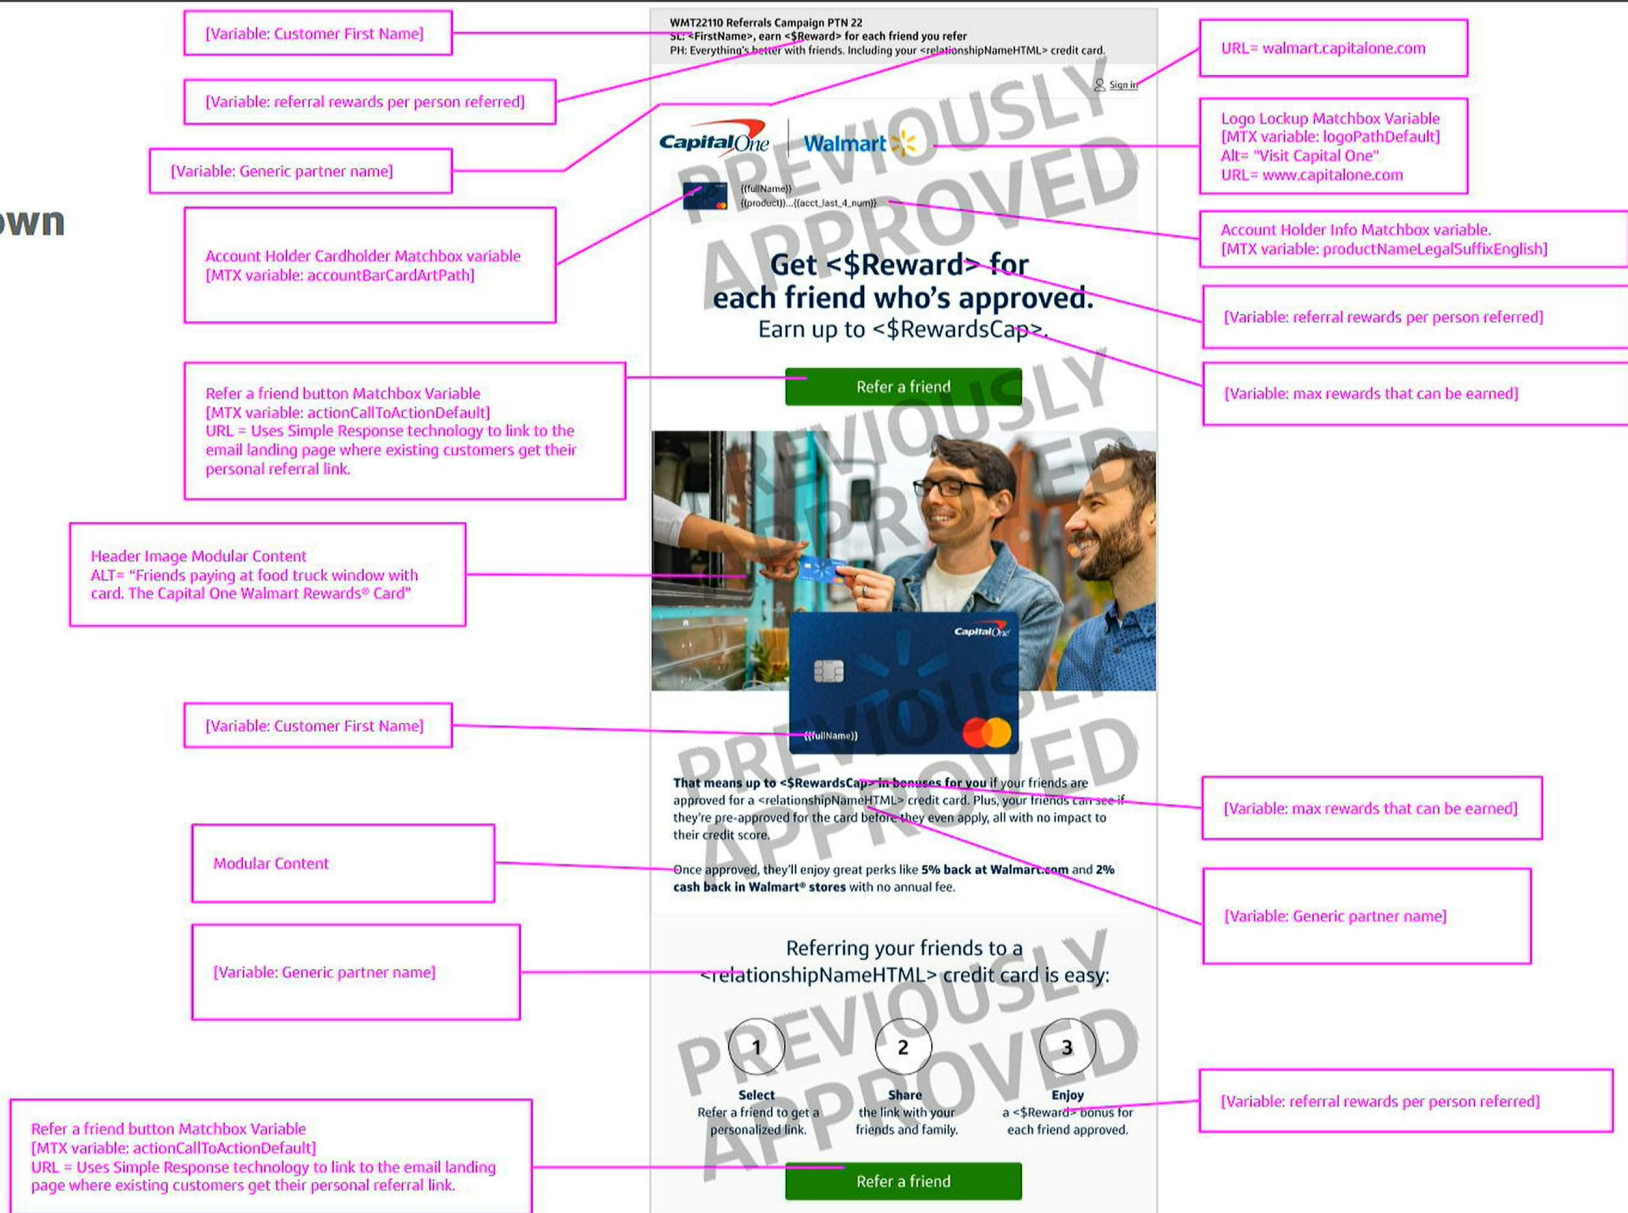 own
[Variable: Customer First Name]
[Variable: referral rewards per person referred]
[Variable: Generic partner name]
Account Holder Cardholder Matchbox variable
[MTX variable: accountBarCardArtPath]
Refer a friend button Matchbox Variable
[MTX variable: actionCallToActionDefault]
URL = Uses Simple Response technology to link to the
email landing page where existing customers get their
personal referral link.
Header Image Modular Content
ALT= “Friends paying at food truck window with
card. The Capital One Walmart Rewards® Card”
[Variable: Customer First Name]
Modular Content
[Variable: Generic partner name]
Refer a friend button Matchbox Variable
[MTX variable: actionCallToActionDefault]
URL = Uses Simple Response technology to link to the email landing
page where existing customers get their personal referral link.
WMT22110 Referrals Campaign PTN 22
SL: <FirstName>, earn <$Reward> for each friend you refer
PH: Everything's better with friends. Including your <relationshipNameHTML> credit card.
Sign in
Capital One
Walmart
PREVIOUSLY
APPROVED
{{fullName}}
{{product}}...{{acct_last_4_num}}
Get <$Reward> for
each friend who's approved.
Earn up to <$RewardsCap>.
Refer a friend
PREVIOUSLY
APPROVED
Capital One
{{fullName}}
PREVIOUSLY
APPROVED
That means up to <$RewardsCap> in bonuses for you if your friends are
approved for a <relationshipNameHTML> credit card. Plus, your friends can see if
they're pre-approved for the card before they even apply, all with no impact to
their credit score.
Once approved, they'll enjoy great perks like 5% back at Walmart.com and 2%
cash back in Walmart® stores with no annual fee.
Referring your friends to a
<relationshipNameHTML> credit card is easy:
PREVIOUSLY
APPROVED
1
Select
Refer a friend to get a
personalized link.
2
Share
the link with your
friends and family.
3
Enjoy
a <$Reward> bonus for
each friend approved.
Refer a friend
URL= walmart.capitalone.com
Logo Lockup Matchbox Variable
[MTX variable: logoPathDefault]
Alt= "Visit Capital One"
URL= www.capitalone.com
Account Holder Info Matchbox variable.
[MTX variable: productNameLegalSuffixEnglish]
[Variable: referral rewards per person referred]
[Variable: max rewards that can be earned]
[Variable: max rewards that can be earned]
[Variable: Generic partner name]
[Variable: referral rewards per person referred]